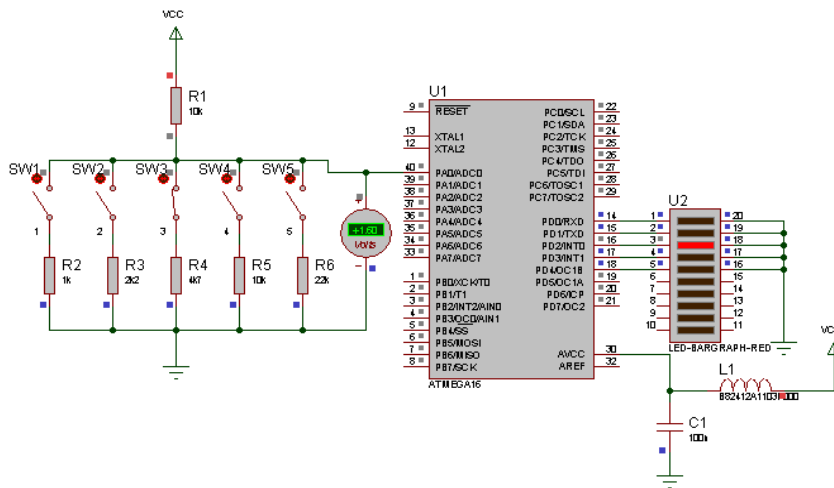 VCC
R1
10k
SW1
SW2
SW3
SW4
SW5
1
2
3
4
5
R2
1k
R3
2k2
R4
4k7
R5
10k
R6
22k
+1.60
Volts
U1
9 RESET
13 XTAL1
12 XTAL2
40 PA0/ADC0
39 PA1/ADC1
38 PA2/ADC2
37 PA3/ADC3
36 PA4/ADC4
35 PA5/ADC5
34 PA6/ADC6
33 PA7/ADC7
1 PB0/XCK/T0
2 PB1/T1
3 PB2/INT2/AIN0
4 PB3/OC0/AIN1
5 PB4/SS
6 PB5/MOSI
7 PB6/MISO
8 PB7/SCK
PC0/SCL 22
PC1/SDA 23
PC2/TCK 24
PC3/TMS 25
PC4/TDO 26
PC5/TDI 27
PC6/TOSC1 28
PC7/TOSC2 29
PD0/RXD 14
PD1/TXD 15
PD2/INT0 16
PD3/INT1 17
PD4/OC1B 18
PD5/OC1A 19
PD6/ICP 20
PD7/OC2 21
AVCC 30
AREF 32
ATMEGA16
U2
1 20
2 19
3 18
4 17
5 16
6 15
7 14
8 13
9 12
10 11
LED-BARGRAPH-RED
L1
C1
100n